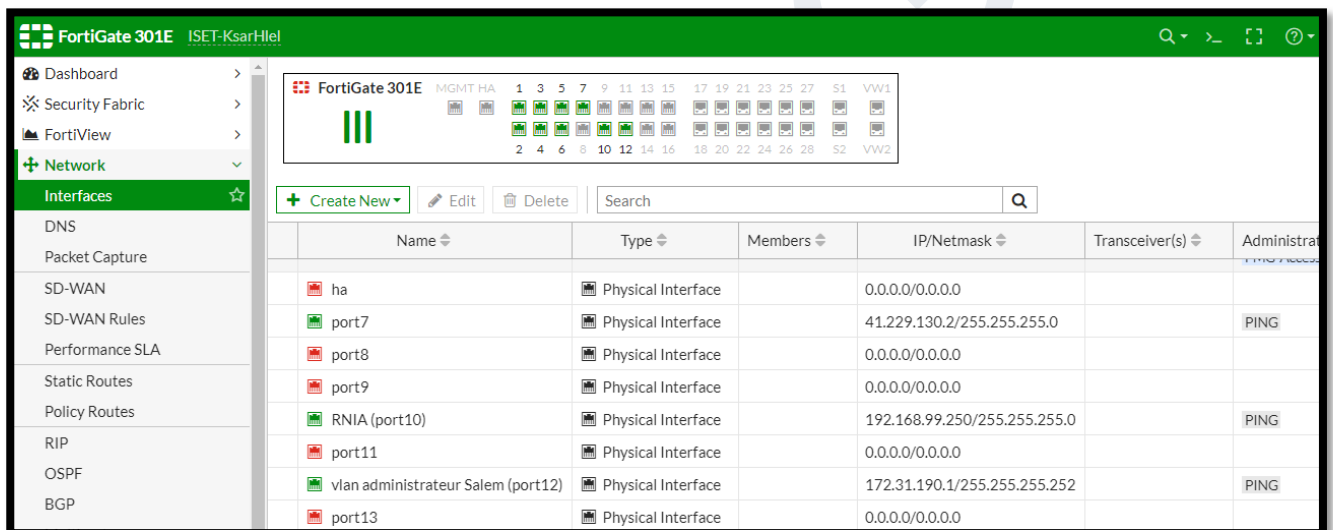 FortiGate 301E ISET-KsarHlel
Dashboard
Security Fabric
FortiView
Network
Interfaces
DNS
Packet Capture
SD-WAN
SD-WAN Rules
Performance SLA
Static Routes
Policy Routes
RIP
OSPF
BGP
FortiGate 301E MGMT HA 1 3 5 7 9 11 13 15 17 19 21 23 25 27 S1 VW1
2 4 6 8 10 12 14 16 18 20 22 24 26 28 S2 VW2
+ Create New Edit Delete Search
Name Type Members IP/Netmask Transceiver(s) Administrat
ha Physical Interface 0.0.0.0/0.0.0.0
port7 Physical Interface 41.229.130.2/255.255.255.0 PING
port8 Physical Interface 0.0.0.0/0.0.0.0
port9 Physical Interface 0.0.0.0/0.0.0.0
RNIA (port10) Physical Interface 192.168.99.250/255.255.255.0 PING
port11 Physical Interface 0.0.0.0/0.0.0.0
vlan administrateur Salem (port12) Physical Interface 172.31.190.1/255.255.255.252 PING
port13 Physical Interface 0.0.0.0/0.0.0.0